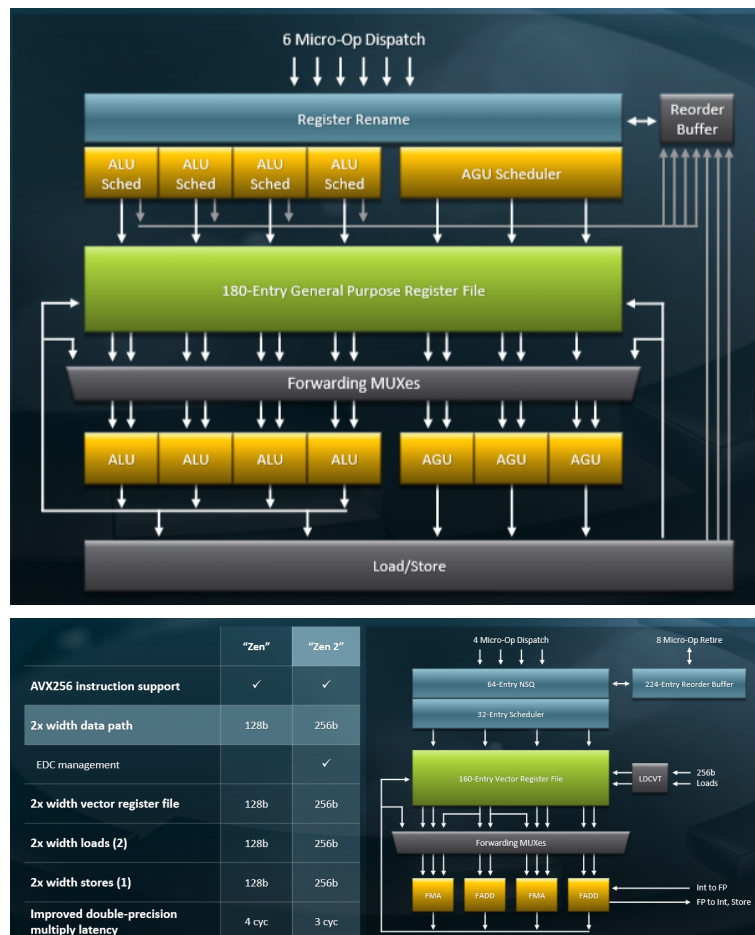 6 Micro-Op Dispatch
Register Rename
Reorder
Buffer
ALU
Sched
ALU
Sched
ALU
Sched
ALU
Sched
AGU Scheduler
180-Entry General Purpose Register File
Forwarding MUXes
ALU
ALU
ALU
ALU
AGU
AGU
AGU
Load/Store
"Zen"
"Zen 2"
AVX256 instruction support
✓
✓
2x width data path
128b
256b
EDC management
✓
2x width vector register file
128b
256b
2x width loads (2)
128b
256b
2x width stores (1)
128b
256b
Improved double-precision
multiply latency
4 cyc
3 cyc
4 Micro-Op Dispatch
8 Micro-Op Retire
64-Entry NSQ
224-Entry Reorder Buffer
32-Entry Scheduler
160-Entry Vector Register File
LDCVT
256b
Loads
Forwarding MUXes
FMA
FADD
FMA
FADD
Int to FP
FP to Int, Store